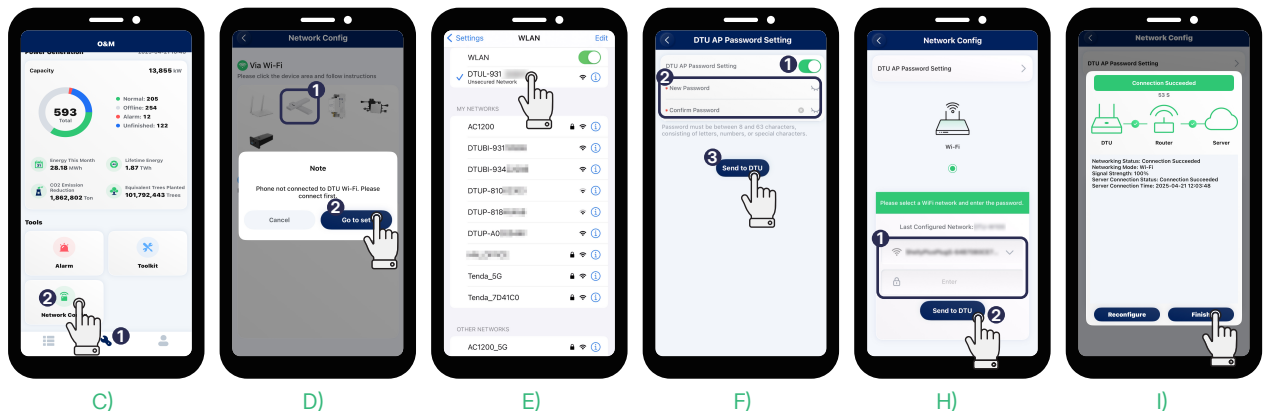 O&M
Power Generation
Capacity
13,855 kW
593
Total
Normal: 205
Offline: 254
Alarm: 12
Unfinished: 122
Energy This Month
28.18 MWh
Lifetime Energy
1.87 TWh
CO2 Emission
Reduction
1,862,802 Ton
Equivalent Trees Planted
101,792,443 Trees
Tools
Alarm
Toolkit
2
Network Co
1
C)
Network Config
Via Wi-Fi
Please click the device area and follow instructions
1
Note
Phone not connected to DTU Wi-Fi. Please
connect first.
2
Cancel
Go to set
D)
Settings
WLAN
Edit
WLAN
DTUL-931
Unsecured Network
MY NETWORKS
AC1200
DTUBI-931
DTUBI-934
DTUP-810
DTUP-818
DTUP-A0
Tenda_5G
Tenda_7D41C0
OTHER NETWORKS
AC1200_5G
E)
DTU AP Password Setting
DTU AP Password Setting
1
2
* New Password
* Confirm Password
Password must be between 8 and 63 characters,
consisting of letters, numbers, or special characters.
3
Send to DTU
F)
Network Config
DTU AP Password Setting
Wi-Fi
Please select a WiFi network and enter the password.
Last Configured Network:
1
Enter
Send to DTU
2
H)
Network Config
DTU AP Password Setting
Connection Succeeded
53 S
DTU
Router
Server
Networking Status: Connection Succeeded
Networking Mode: Wi-Fi
Signal Strength: 100%
Server Connection Status: Connection Succeeded
Server Connection Time: 2025-04-21 12:03:48
Reconfigure
Finish
I)